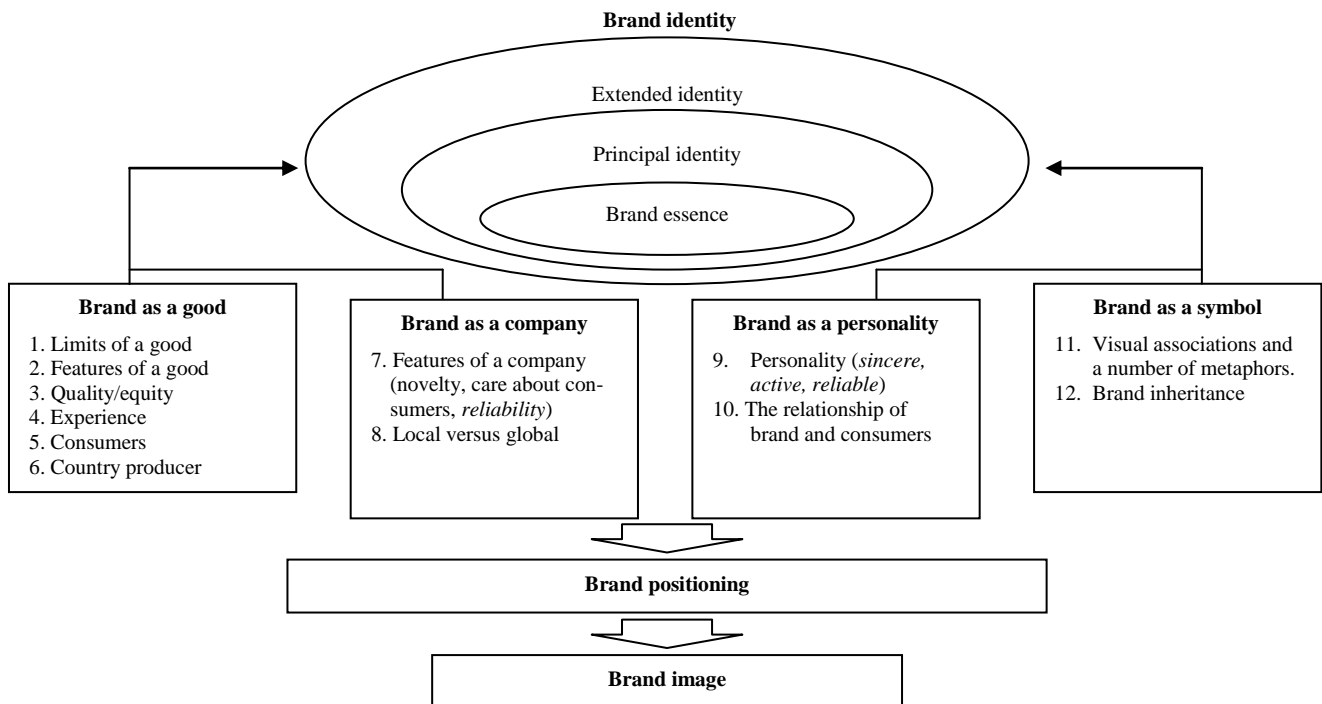 Brand identity
Extended identity
Principal identity
Brand essence
Brand as a good
1. Limits of a good
2. Features of a good
3. Quality/equity
4. Experience
5. Consumers
6. Country producer
Brand as a company
7. Features of a company
(novelty, care about con-
sumers, reliability)
8. Local versus global
Brand as a personality
9. Personality (sincere,
active, reliable)
10. The relationship of
brand and consumers
Brand as a symbol
11. Visual associations and
a number of metaphors.
12. Brand inheritance
Brand positioning
Brand image